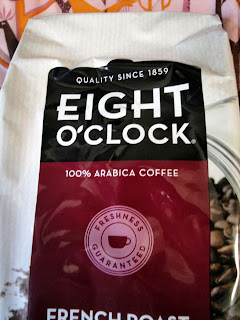 QUALITY SINCE 1859
EIGHT
O'CLOCK®
100% ARABICA COFFEE
FRESHNESS
GUARANTEED
FRENCH ROAST